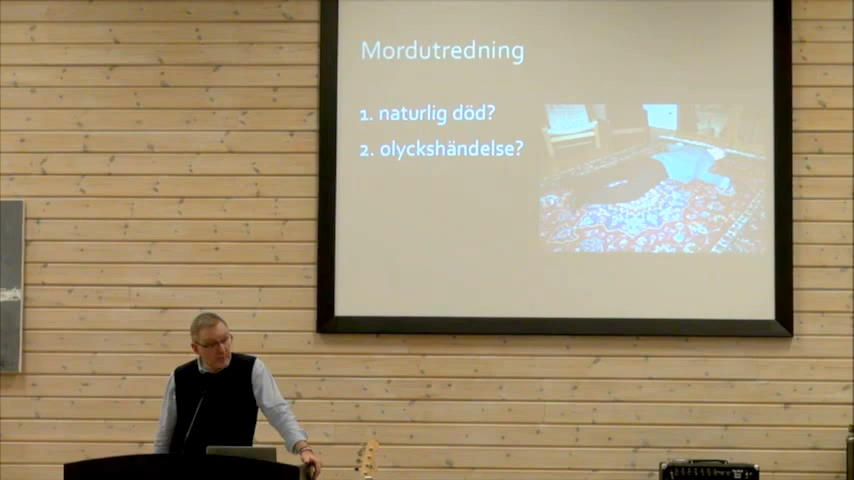 Mordutredning
1. naturlig död?
2. olyckshändelse?